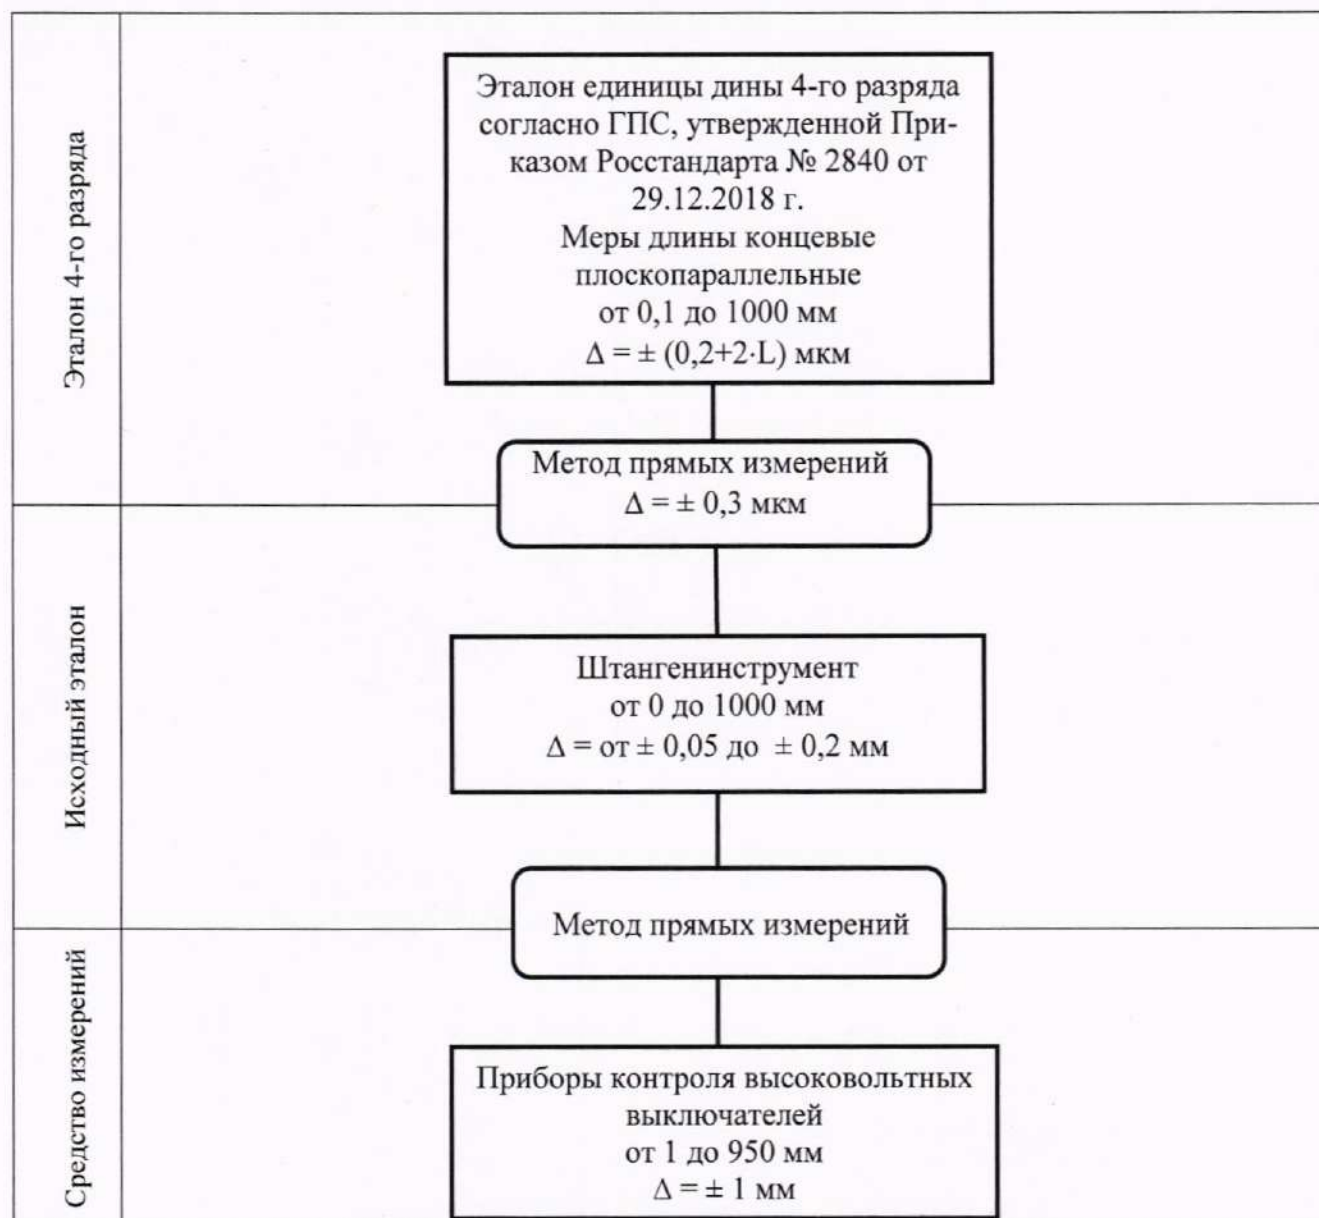 Эталон 4-го разряда
Эталон единицы дины 4-го разряда
согласно ГПС, утвержденной При-
казом Росстандарта № 2840 от
29.12.2018 г.
Меры длины концевые
плоскопараллельные
от 0,1 до 1000 мм
Δ = ± (0,2+2·L) мкм
Метод прямых измерений
Δ = ± 0,3 мкм
Исходный эталон
Штангенинструмент
от 0 до 1000 мм
Δ = от ± 0,05 до ± 0,2 мм
Метод прямых измерений
Средство измерений
Приборы контроля высоковольтных
выключателей
от 1 до 950 мм
Δ = ± 1 мм